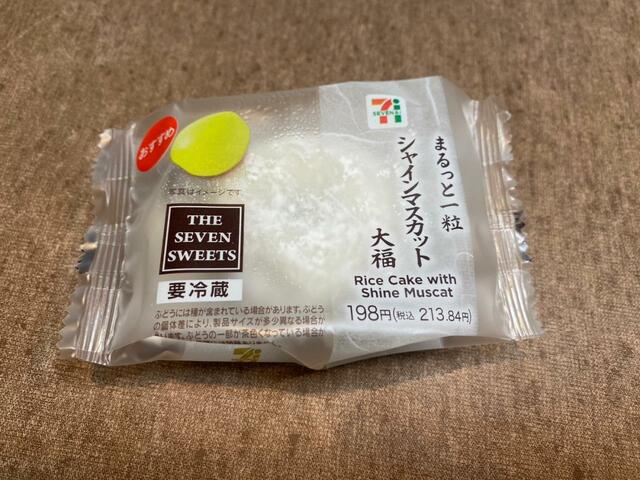 おすすめ
写真はイメージです
THE
SEVEN
SWEETS
要冷蔵
ぶどうには種が含まれている場合があります。ぶどう
の個体差により、製品サイズが多少異なる場合か
SEVEN & i
まるっと一粒
シャインマスカット
大福
Rice Cake with
Shine Muscat
198円(税込 213.84円)